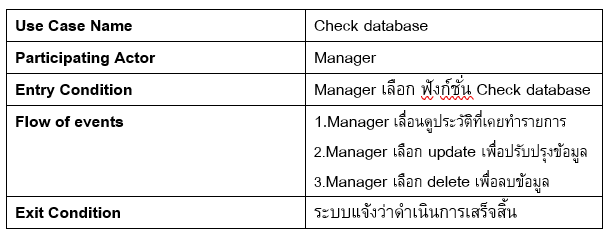 Use Case Name Check database
Participating Actor Manager
Entry Condition Manager เลือก ฟังก์ชั่น Check database
Flow of events 1.Manager เลื่อนดูประวัติที่เคยทำรายการ
2.Manager เลือก update เพื่อปรับปรุงข้อมูล
3.Manager เลือก delete เพื่อลบข้อมูล
Exit Condition ระบบแจ้งว่าดำเนินการเสร็จสิ้น